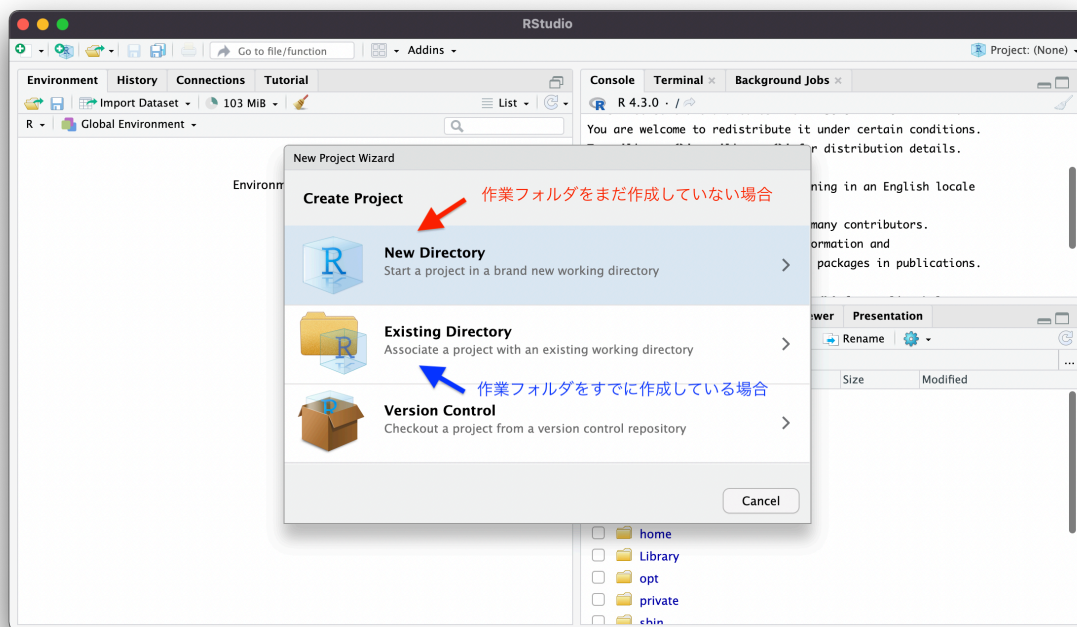 RStudio
Go to file/function
Addins
Project: (None)
Environment History Connections Tutorial
Import Dataset 103 MiB List
R Global Environment
Console Terminal Background Jobs
R R 4.3.0 · /
You are welcome to redistribute it under certain conditions.
distribution details.
ning in an English locale
many contributors.
ormation and
packages in publications.
New Project Wizard
Create Project
作業フォルダをまだ作成していない場合
R
New Directory
Start a project in a brand new working directory
R
Existing Directory
Associate a project with an existing working directory
作業フォルダをすでに作成している場合
Version Control
Checkout a project from a version control repository
Cancel
Environm
ewer Presentation
Rename
Size Modified
home
Library
opt
private
sbin